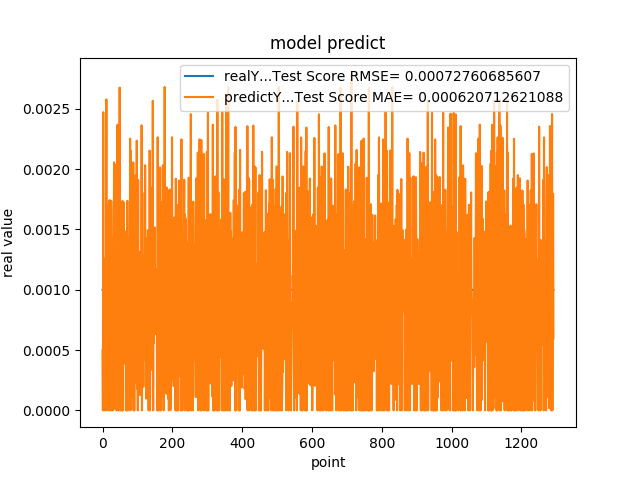 model predict
realY...Test Score RMSE= 0.00072760685607
predictY...Test Score MAE= 0.000620712621088
0.0025
0.0020
0.0015
0.0010
0.0005
0.0000
real value
0 200 400 600 800 1000 1200
point